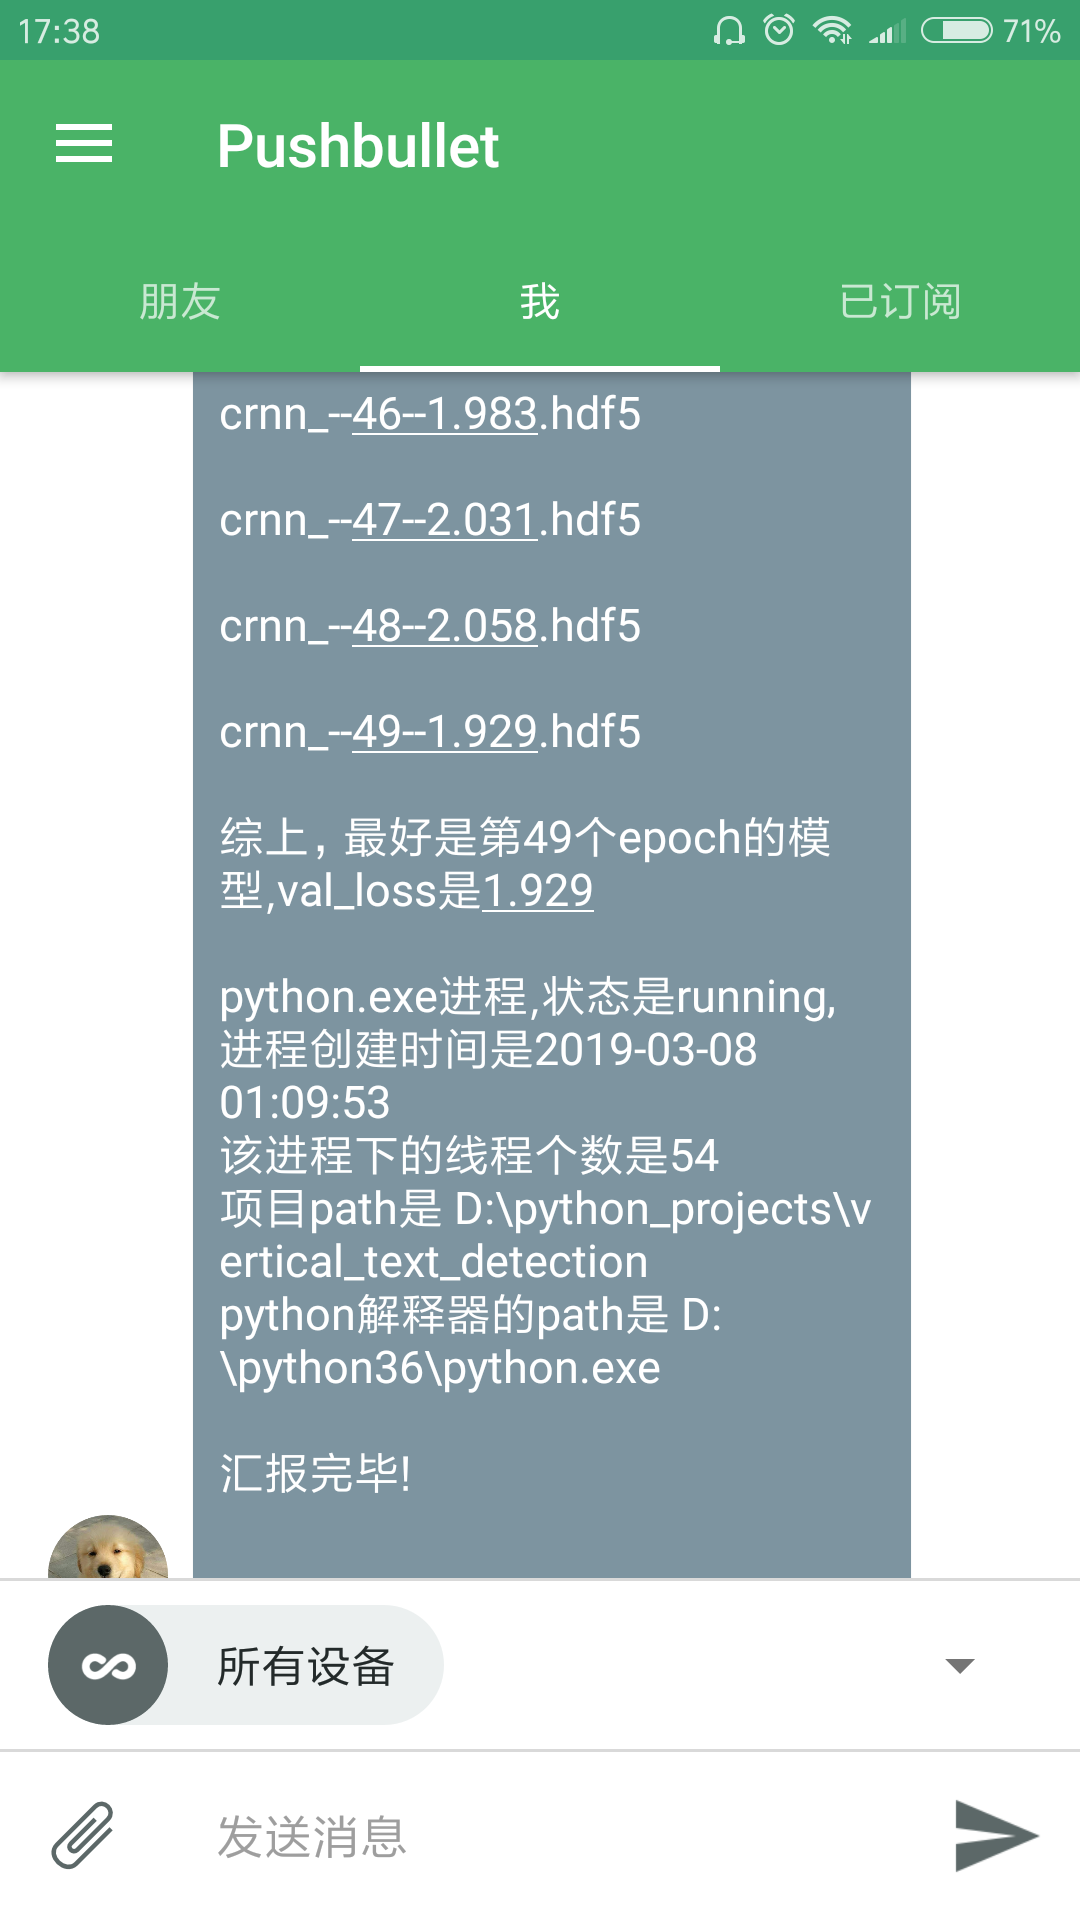 17:38
71%
Pushbullet
朋友
我
已订阅
crnn_--46--1.983.hdf5
crnn_--47--2.031.hdf5
crnn_--48--2.058.hdf5
crnn_--49--1.929.hdf5
综上，最好是第49个epoch的模
型,val_loss是1.929
python.exe进程,状态是running,
进程创建时间是2019-03-08
01:09:53
该进程下的线程个数是54
项目path是 D:\python_projects\v
ertical_text_detection
python解释器的path是 D:
\python36\python.exe
汇报完毕!
所有设备
发送消息